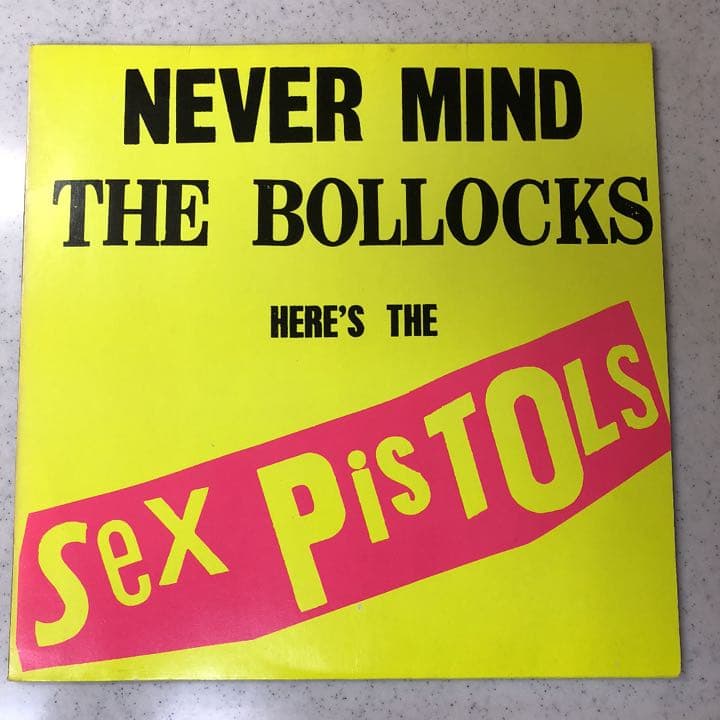 NEVER MIND
THE BOLLOCKS
HERE'S THE
Sex PiSTOLS